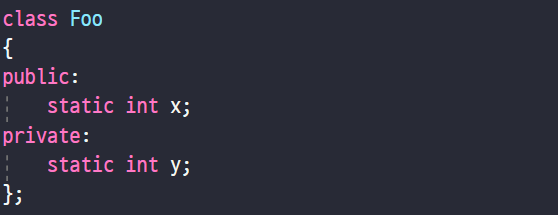 class Foo
{
public:
    static int x;
private:
    static int y;
};